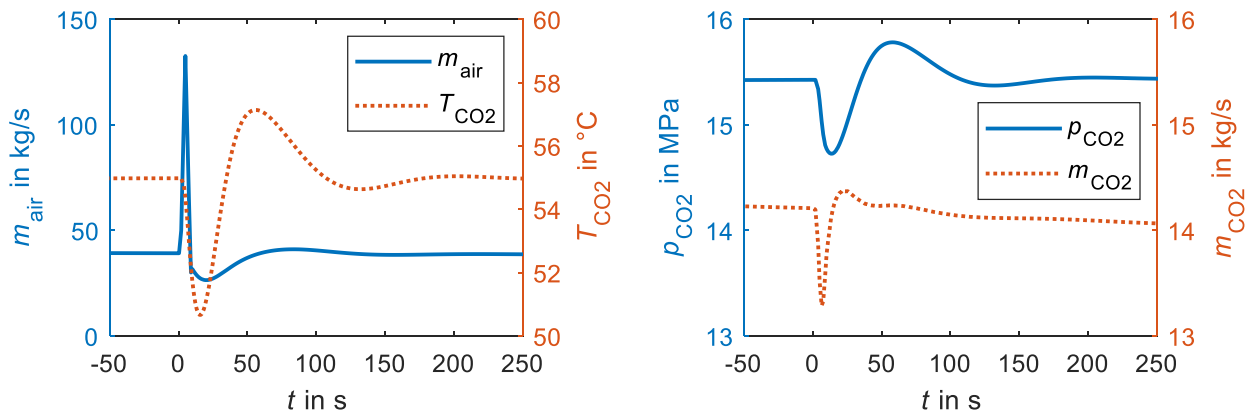 150
100
50
0
m_air in kg/s
60
58
56
54
52
50
T_CO2 in °C
m_air
T_CO2
-50 0 50 100 150 200 250
t in s
16
15
14
13
p_CO2 in MPa
16
15
14
13
m_CO2 in kg/s
p_CO2
m_CO2
-50 0 50 100 150 200 250
t in s